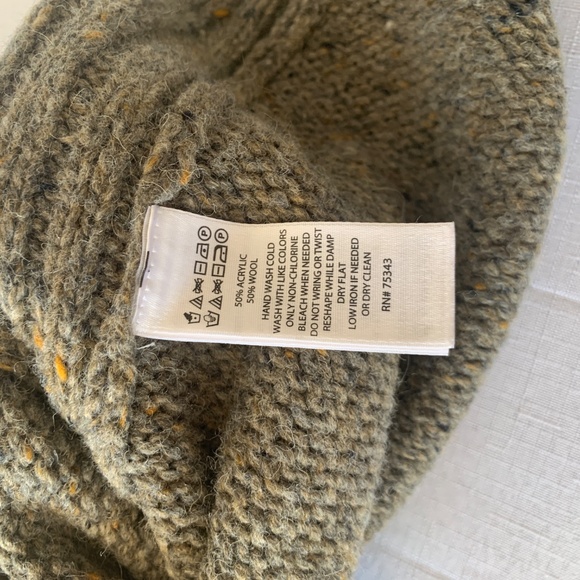 50% ACRYLIC
50% WOOL
HAND WASH COLD
WASH WITH LIKE COLORS
ONLY NON-CHLORINE
BLEACH WHEN NEEDED
DO NOT WRING OR TWIST
RESHAPE WHILE DAMP
DRY FLAT
LOW IRON IF NEEDED
OR DRY CLEAN
RN# 75343